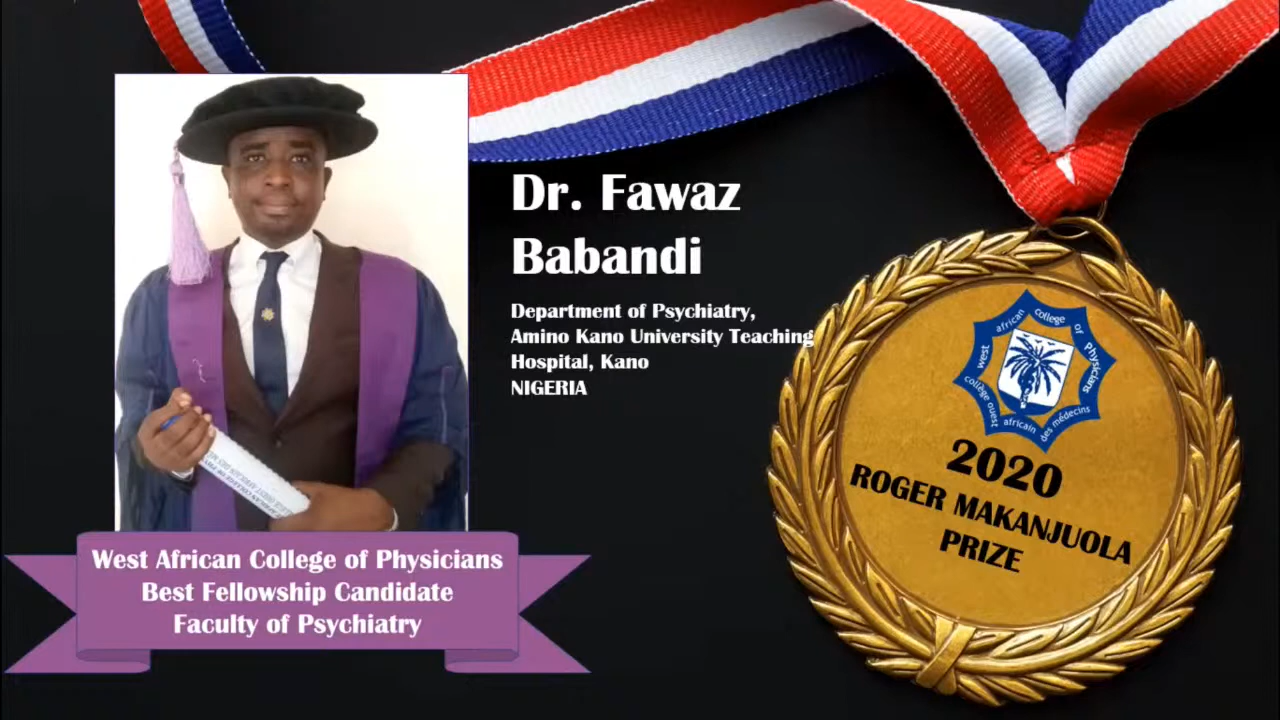 Dr. Fawaz
Babandi
Department of Psychiatry,
Amino Kano University Teaching
Hospital, Kano
NIGERIA
west african college of Physicians
collège ouest africain des médecins
2020
ROGER MAKANJUOLA
PRIZE
West African College of Physicians
Best Fellowship Candidate
Faculty of Psychiatry